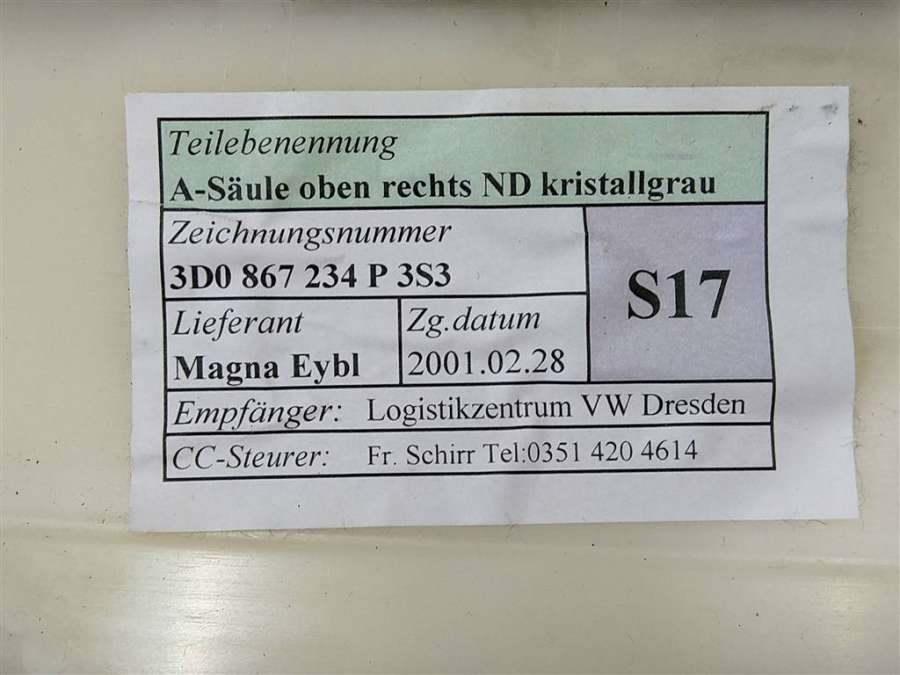 Teilebenennung
A-Säule oben rechts ND kristallgrau
Zeichnungsnummer
3D0 867 234 P 3S3
S17
Lieferant
Magna Eybl
Zg.datum
2001.02.28
Empfänger: Logistikzentrum VW Dresden
CC-Steurer: Fr. Schirr Tel:0351 420 4614